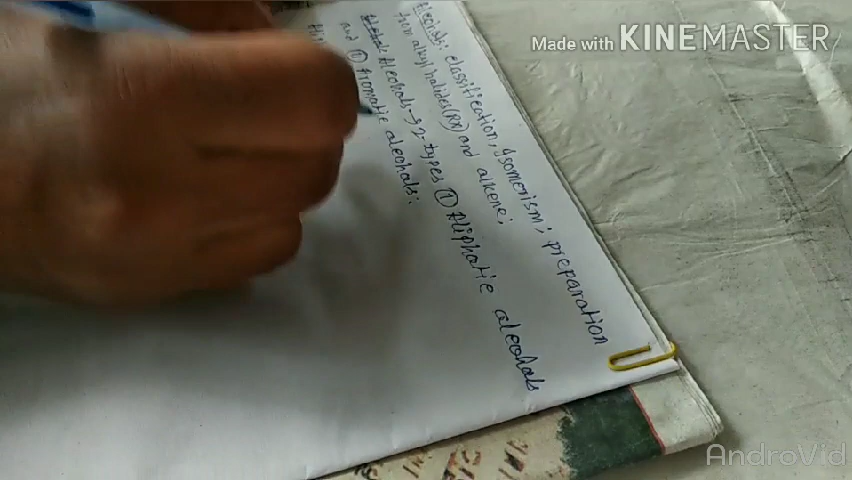 Alcohols: classification, Isomerism; preparation
from alkyl halides (RX) and alkene;
Alcohols → 2-types ① Aliphatic alcohols
and ② Aromatic alcohols:
Made with KINEMASTER
AndroVid